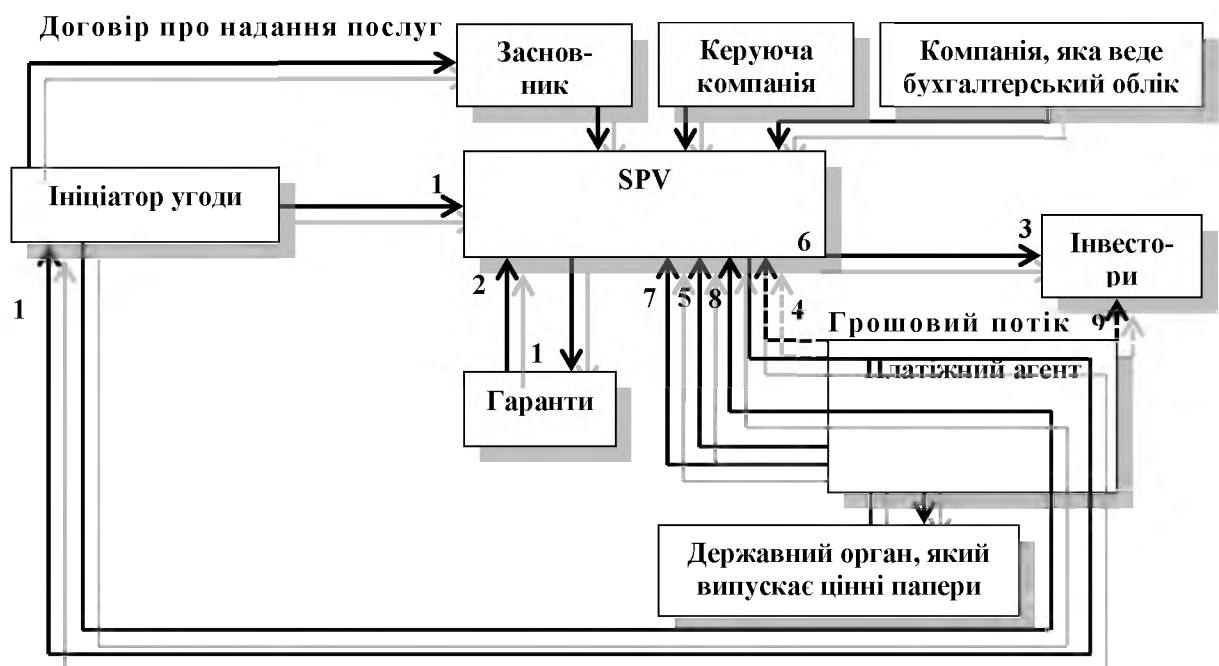 Договір про надання послуг
Заснов-
ник
Керуюча
компанія
Компанія, яка веде
бухгалтерський облік
Ініціатор угоди
1
SPV
6
3
Інвесто-
ри
1
2
7
5
8
4
Грошовий потік
9
1
Платіжний агент
Гаранти
Державний орган, який
випускає цінні папери